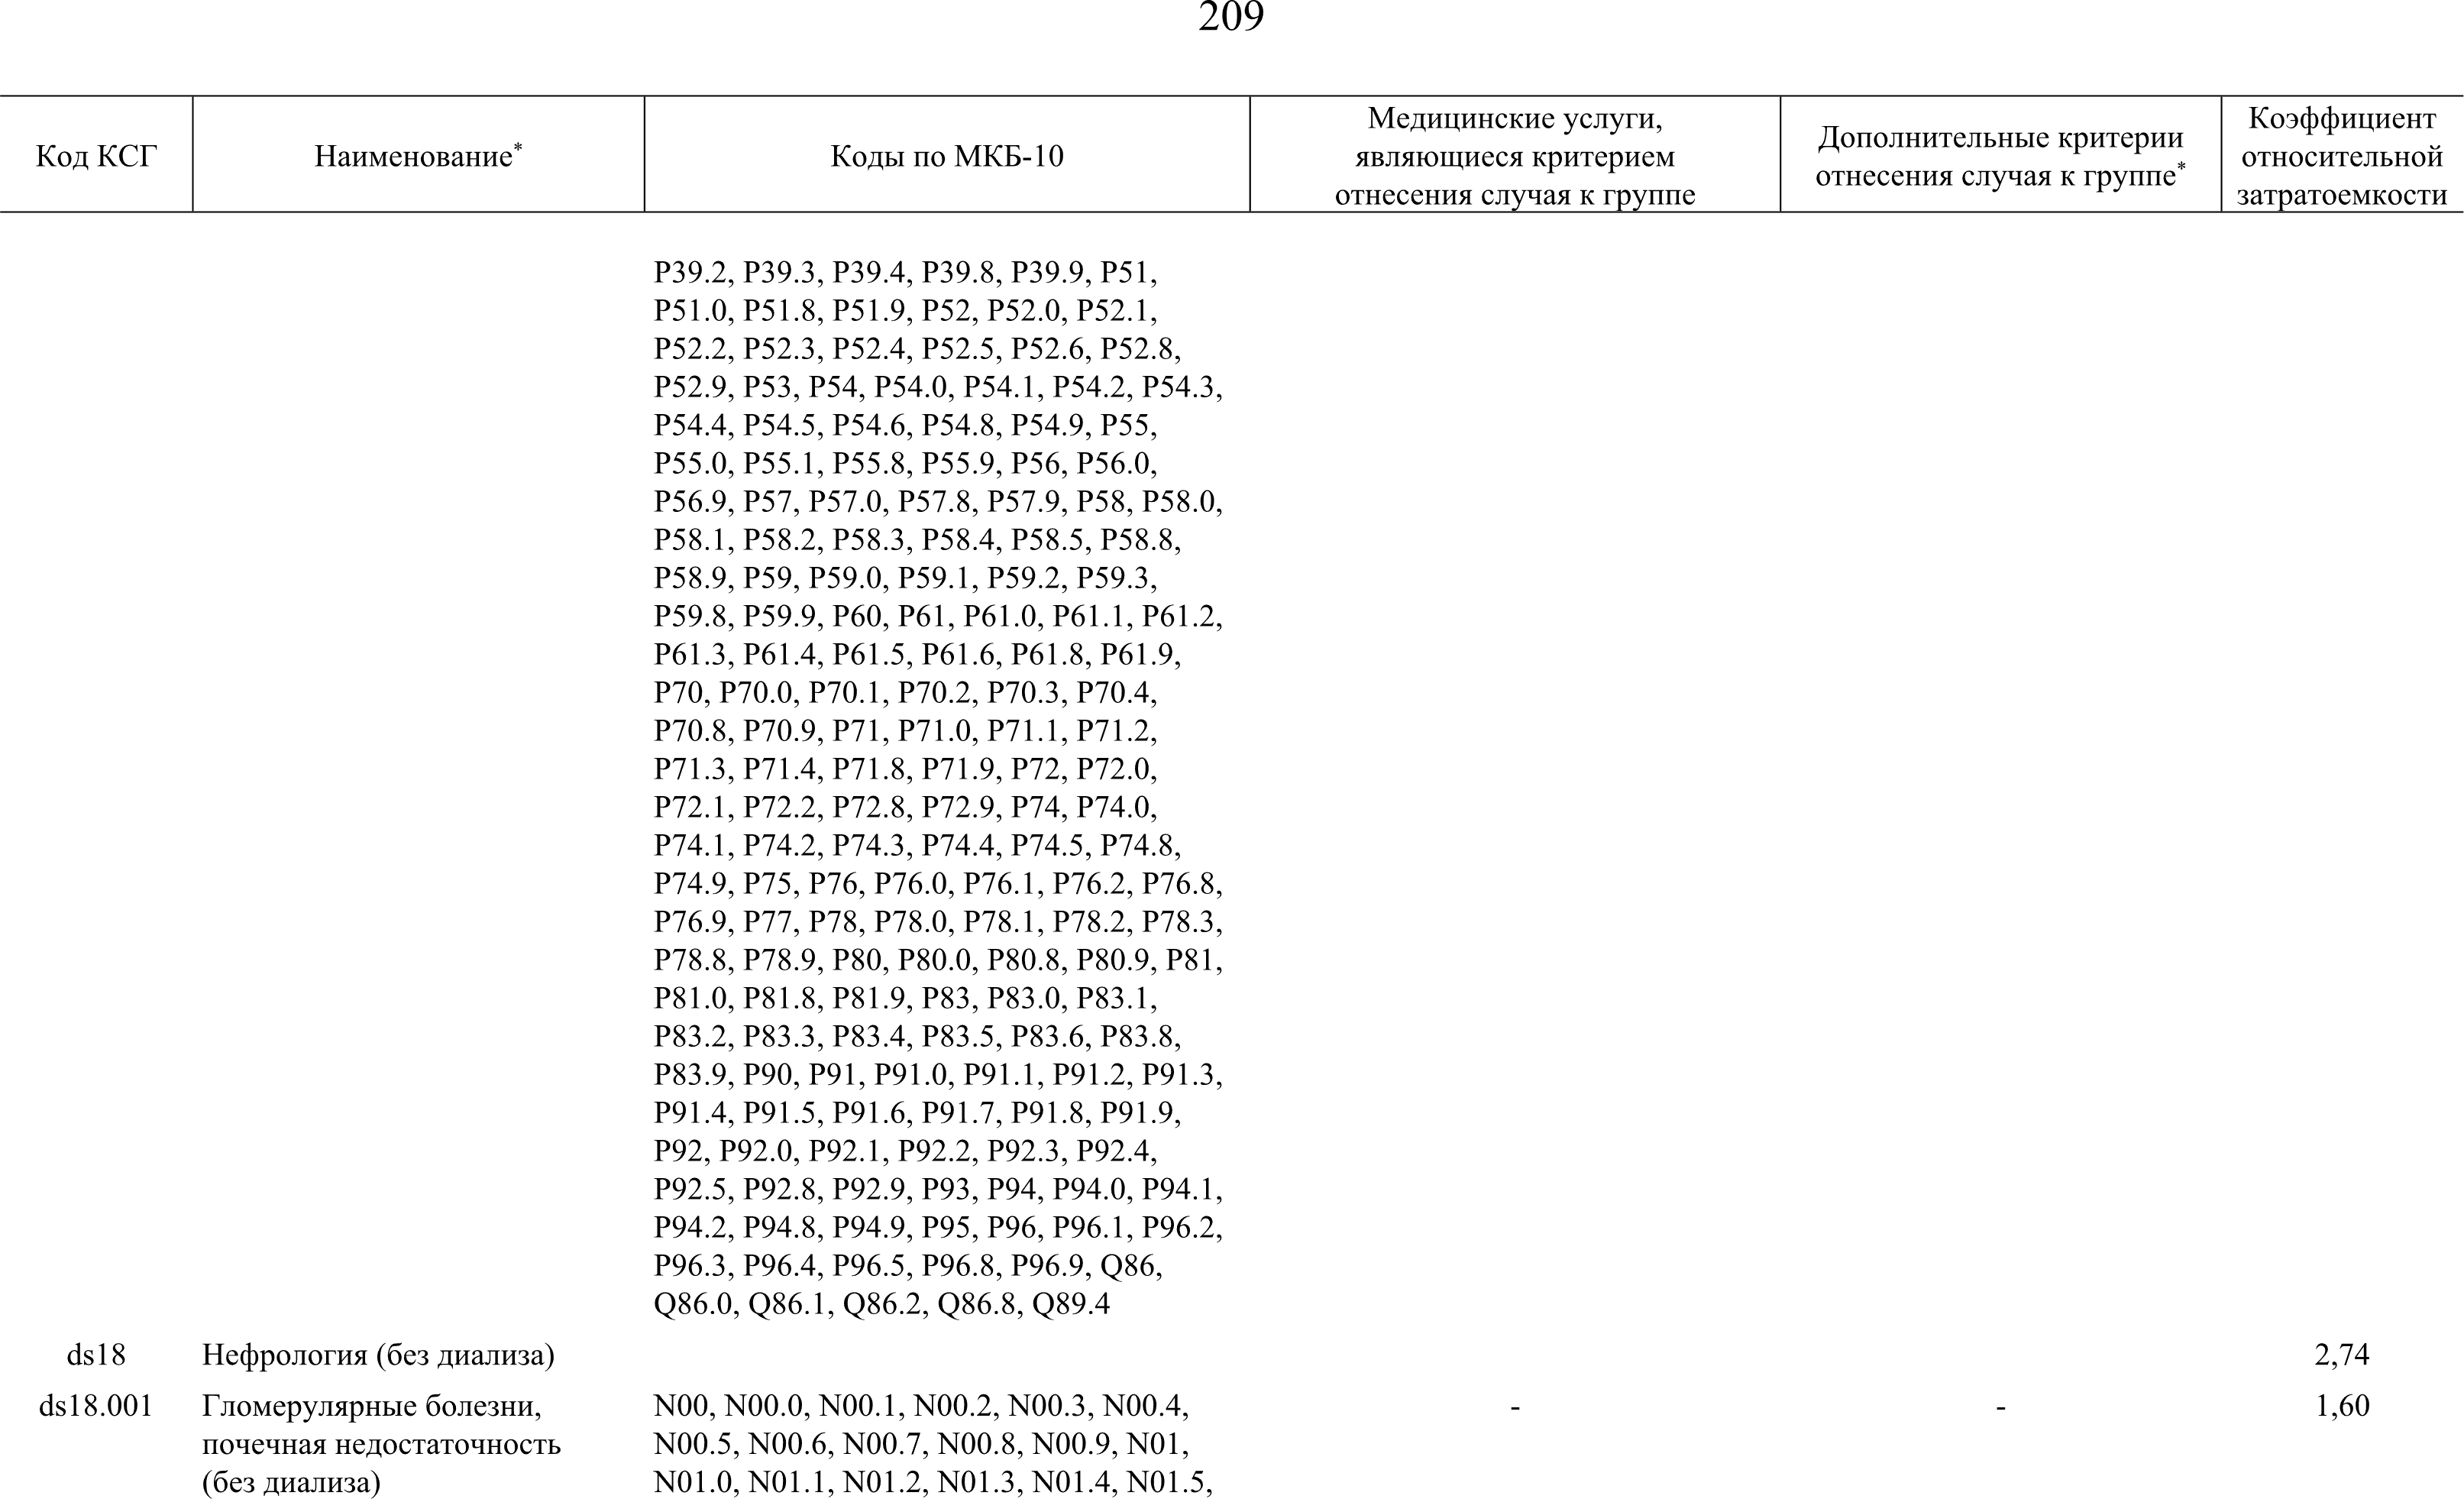 209
Код КСГ
Наименование*
Коды по МКБ-10
Медицинские услуги,
являющиеся критерием
отнесения случая к группе
Дополнительные критерии
отнесения случая к группе*
Коэффициент
относительной
затратоемкости
P39.2, P39.3, P39.4, P39.8, P39.9, P51,
P51.0, P51.8, P51.9, P52, P52.0, P52.1,
P52.2, P52.3, P52.4, P52.5, P52.6, P52.8,
P52.9, P53, P54, P54.0, P54.1, P54.2, P54.3,
P54.4, P54.5, P54.6, P54.8, P54.9, P55,
P55.0, P55.1, P55.8, P55.9, P56, P56.0,
P56.9, P57, P57.0, P57.8, P57.9, P58, P58.0,
P58.1, P58.2, P58.3, P58.4, P58.5, P58.8,
P58.9, P59, P59.0, P59.1, P59.2, P59.3,
P59.8, P59.9, P60, P61, P61.0, P61.1, P61.2,
P61.3, P61.4, P61.5, P61.6, P61.8, P61.9,
P70, P70.0, P70.1, P70.2, P70.3, P70.4,
P70.8, P70.9, P71, P71.0, P71.1, P71.2,
P71.3, P71.4, P71.8, P71.9, P72, P72.0,
P72.1, P72.2, P72.8, P72.9, P74, P74.0,
P74.1, P74.2, P74.3, P74.4, P74.5, P74.8,
P74.9, P75, P76, P76.0, P76.1, P76.2, P76.8,
P76.9, P77, P78, P78.0, P78.1, P78.2, P78.3,
P78.8, P78.9, P80, P80.0, P80.8, P80.9, P81,
P81.0, P81.8, P81.9, P83, P83.0, P83.1,
P83.2, P83.3, P83.4, P83.5, P83.6, P83.8,
P83.9, P90, P91, P91.0, P91.1, P91.2, P91.3,
P91.4, P91.5, P91.6, P91.7, P91.8, P91.9,
P92, P92.0, P92.1, P92.2, P92.3, P92.4,
P92.5, P92.8, P92.9, P93, P94, P94.0, P94.1,
P94.2, P94.8, P94.9, P95, P96, P96.1, P96.2,
P96.3, P96.4, P96.5, P96.8, P96.9, Q86,
Q86.0, Q86.1, Q86.2, Q86.8, Q89.4
ds18 Нефрология (без диализа) 2,74
ds18.001 Гломерулярные болезни, N00, N00.0, N00.1, N00.2, N00.3, N00.4, - - 1,60
почечная недостаточность N00.5, N00.6, N00.7, N00.8, N00.9, N01,
(без диализа) N01.0, N01.1, N01.2, N01.3, N01.4, N01.5,